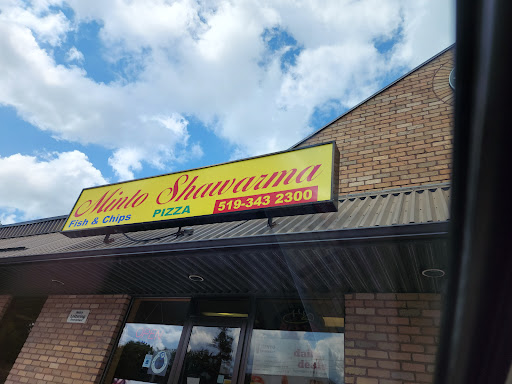 Minto Shawarma
Fish & Chips PIZZA 519-343 2300